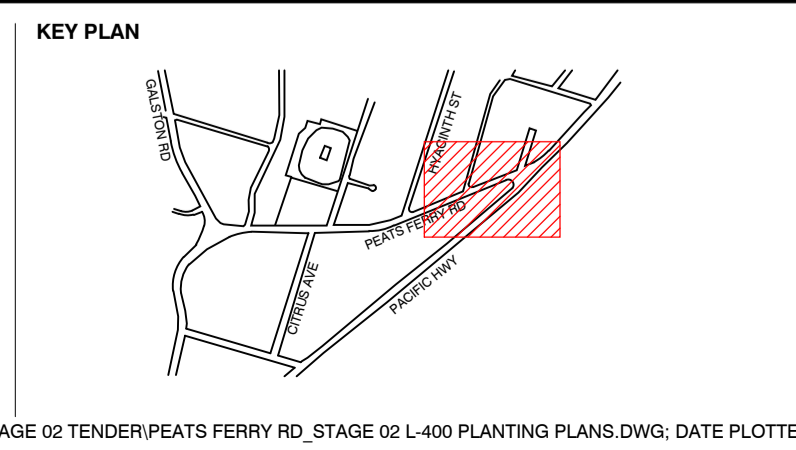 KEY PLAN
GALSTON RD
HYACINTH ST
PEATS FERRY RD
CITRUS AVE
PACIFIC HWY
AGE 02 TENDER\PEATS FERRY RD_STAGE 02 L-400 PLANTING PLANS.DWG; DATE PLOTTE